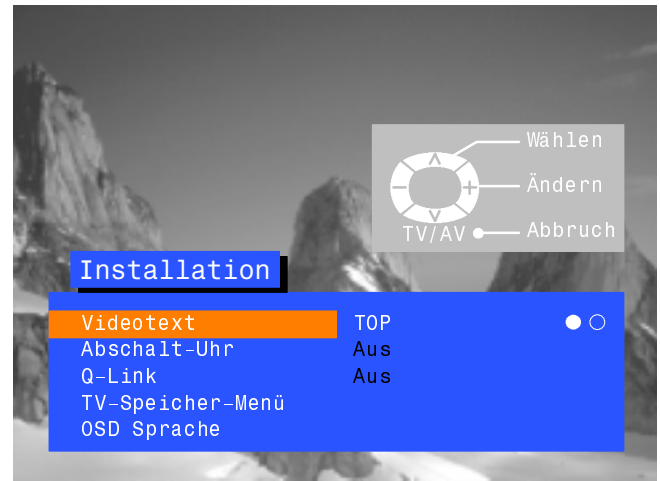 Wählen
Ändern
TV/AV Abbruch
Installation
Videotext TOP
Abschalt-Uhr Aus
Q-Link Aus
TV-Speicher-Menü
OSD Sprache